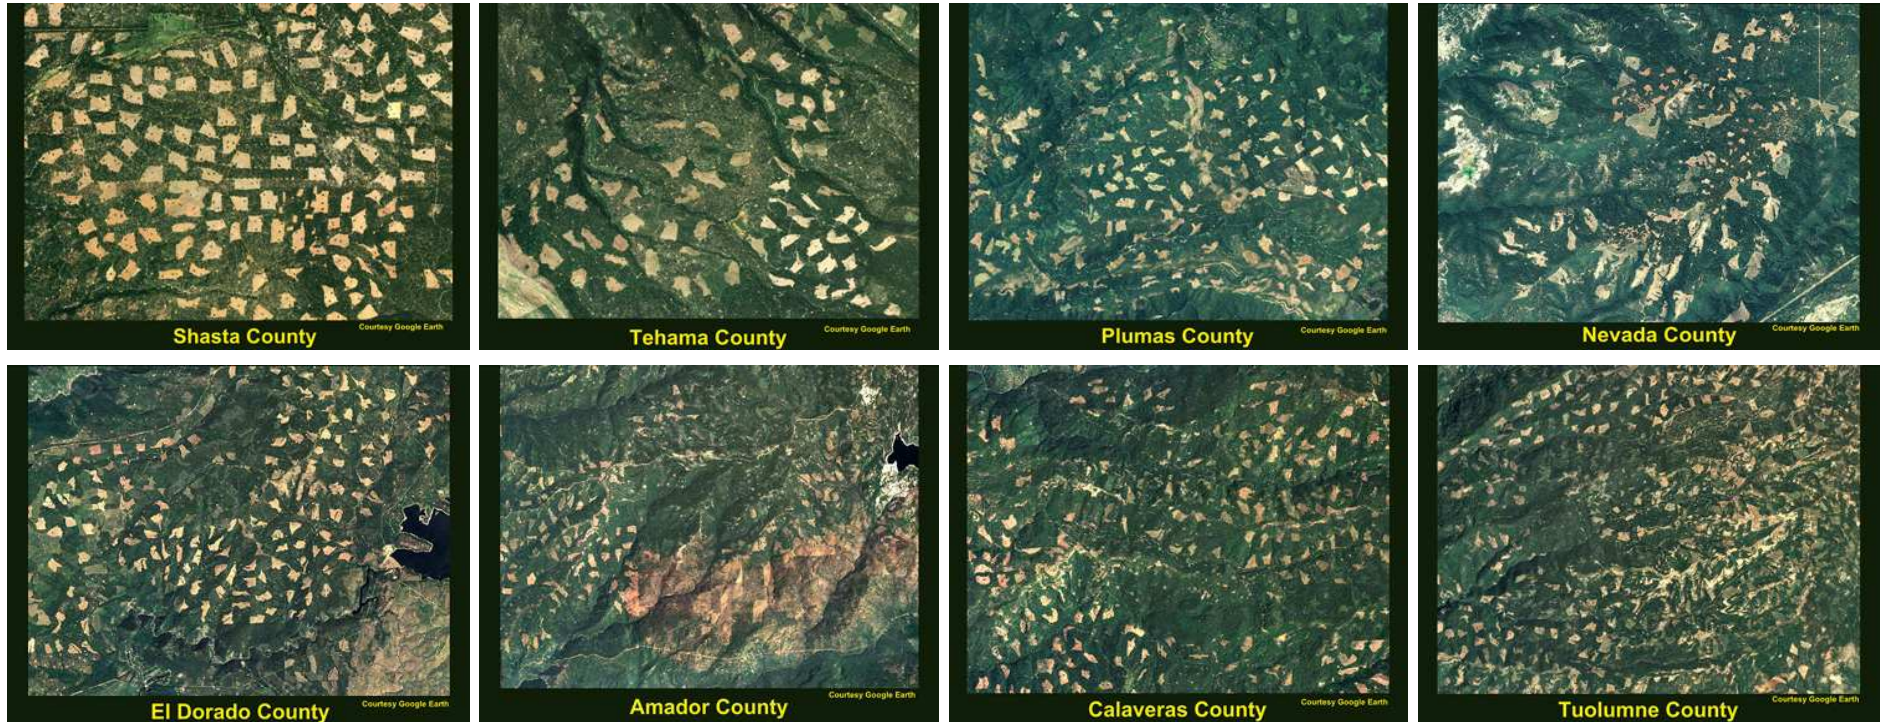 Courtesy Google Earth
Shasta County
Courtesy Google Earth
Tehama County
Courtesy Google Earth
Plumas County
Courtesy Google Earth
Nevada County
Courtesy Google Earth
El Dorado County
Courtesy Google Earth
Amador County
Courtesy Google Earth
Calaveras County
Courtesy Google Earth
Tuolumne County